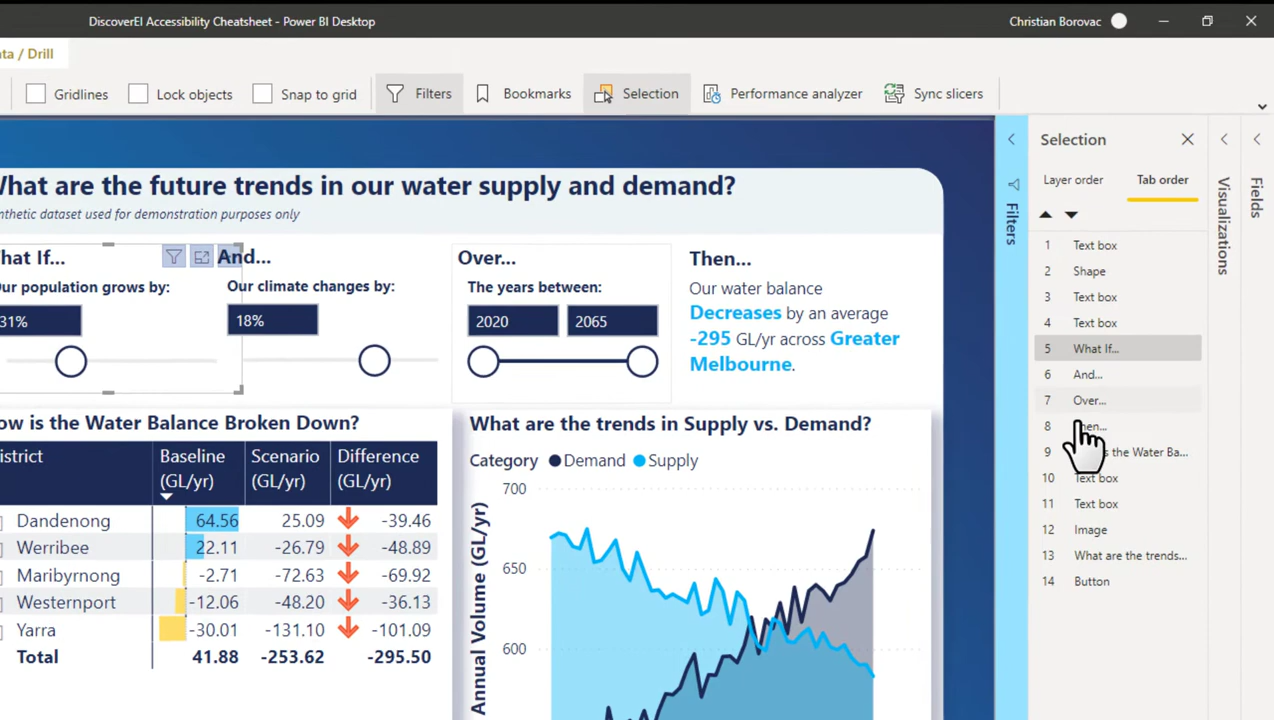 DiscoverEI Accessibility Cheatsheet - Power BI Desktop
Christian Borovac
ta / Drill
Gridlines
Lock objects
Snap to grid
Filters
Bookmarks
Selection
Performance analyzer
Sync slicers
hat are the future trends in our water supply and demand?
nthetic dataset used for demonstration purposes only
hat If...
ur population grows by:
31%
And...
Our climate changes by:
18%
Over...
The years between:
2020
2065
Then...
Our water balance
Decreases by an average
-295 GL/yr across Greater
Melbourne.
ow is the Water Balance Broken Down?
istrict Baseline (GL/yr) Scenario (GL/yr) Difference (GL/yr)
Dandenong 64.56 25.09 -39.46
Werribee 22.11 -26.79 -48.89
Maribyrnong -2.71 -72.63 -69.92
Westernport -12.06 -48.20 -36.13
Yarra -30.01 -131.10 -101.09
Total 41.88 -253.62 -295.50
What are the trends in Supply vs. Demand?
Category Demand Supply
Annual Volume (GL/yr)
700
650
600
Filters
Selection
Layer order
Tab order
1 Text box
2 Shape
3 Text box
4 Text box
5 What If...
6 And...
7 Over...
8 en...
9 s the Water Ba...
10 Text box
11 Text box
12 Image
13 What are the trends...
14 Button
Visualizations
Fields